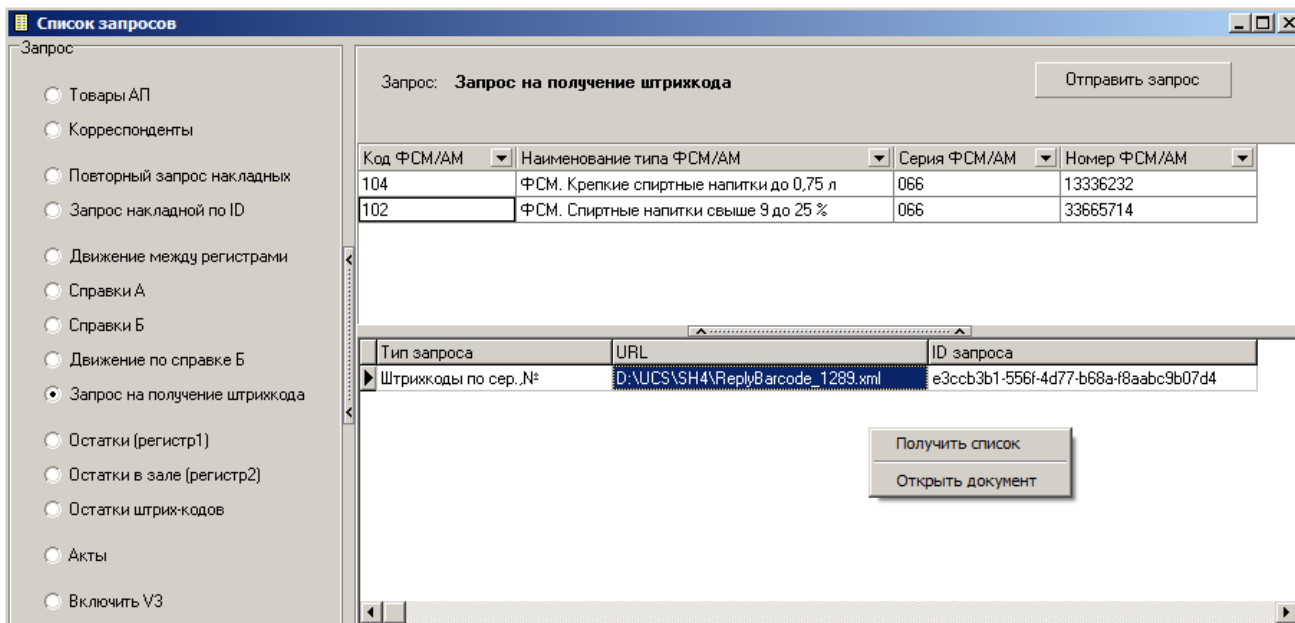 Список запросов
Запрос
Товары АП
Корреспонденты
Повторный запрос накладных
Запрос накладной по ID
Движение между регистрами
Справки А
Справки Б
Движение по справке Б
Запрос на получение штрихкода
Остатки (регистр1)
Остатки в зале (регистр2)
Остатки штрих-кодов
Акты
Включить V3
Запрос: Запрос на получение штрихкода
Отправить запрос
Код ФСМ/АМ Наименование типа ФСМ/АМ Серия ФСМ/АМ Номер ФСМ/АМ
104 ФСМ. Крепкие спиртные напитки до 0,75 л 066 13336232
102 ФСМ. Спиртные напитки свыше 9 до 25 % 066 33665714
Тип запроса URL ID запроса
Штрихкоды по сер.,№ D:\UCS\SH4\ReplyBarcode_1289.xml e3ccb3b1-556f-4d77-b68a-f8aabc9b07d4
Получить список
Открыть документ